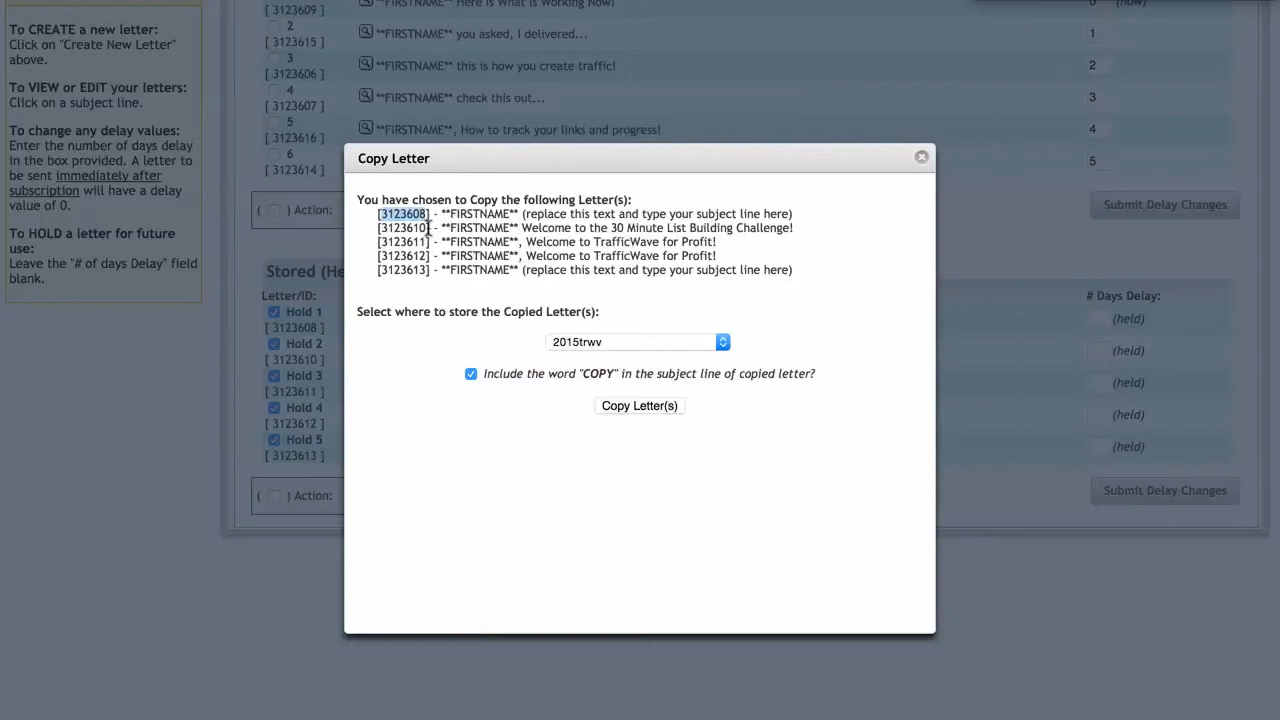 To CREATE a new letter:
Click on "Create New Letter"
above.
To VIEW or EDIT your letters:
Click on a subject line.
To change any delay values:
Enter the number of days delay
in the box provided. A letter to
be sent immediately after
subscription will have a delay
value of 0.
To HOLD a letter for future
use:
Leave the "# of days Delay" field
blank.
**FIRSTNAME** Here is What is Working Now!
0 (now)
[ 3123609 ]
2
**FIRSTNAME** you asked, I delivered...
1
[ 3123615 ]
3
**FIRSTNAME** this is how you create traffic!
2
[ 3123606 ]
4
**FIRSTNAME** check this out...
3
[ 3123607 ]
5
**FIRSTNAME**, How to track your links and progress!
4
[ 3123616 ]
6
5
[ 3123614 ]
( ) Action:
Submit Delay Changes
Copy Letter
You have chosen to Copy the following Letter(s):
[3123608] - **FIRSTNAME** (replace this text and type your subject line here)
[3123610] - **FIRSTNAME** Welcome to the 30 Minute List Building Challenge!
[3123611] - **FIRSTNAME**, Welcome to TrafficWave for Profit!
[3123612] - **FIRSTNAME**, Welcome to TrafficWave for Profit!
[3123613] - **FIRSTNAME** (replace this text and type your subject line here)
Select where to store the Copied Letter(s):
2015trwv
Include the word "COPY" in the subject line of copied letter?
Copy Letter(s)
Stored (He
Letter/ID:
# Days Delay:
Hold 1
(held)
[ 3123608 ]
Hold 2
(held)
[ 3123610 ]
Hold 3
(held)
[ 3123611 ]
Hold 4
(held)
[ 3123612 ]
Hold 5
(held)
[ 3123613 ]
( ) Action:
Submit Delay Changes